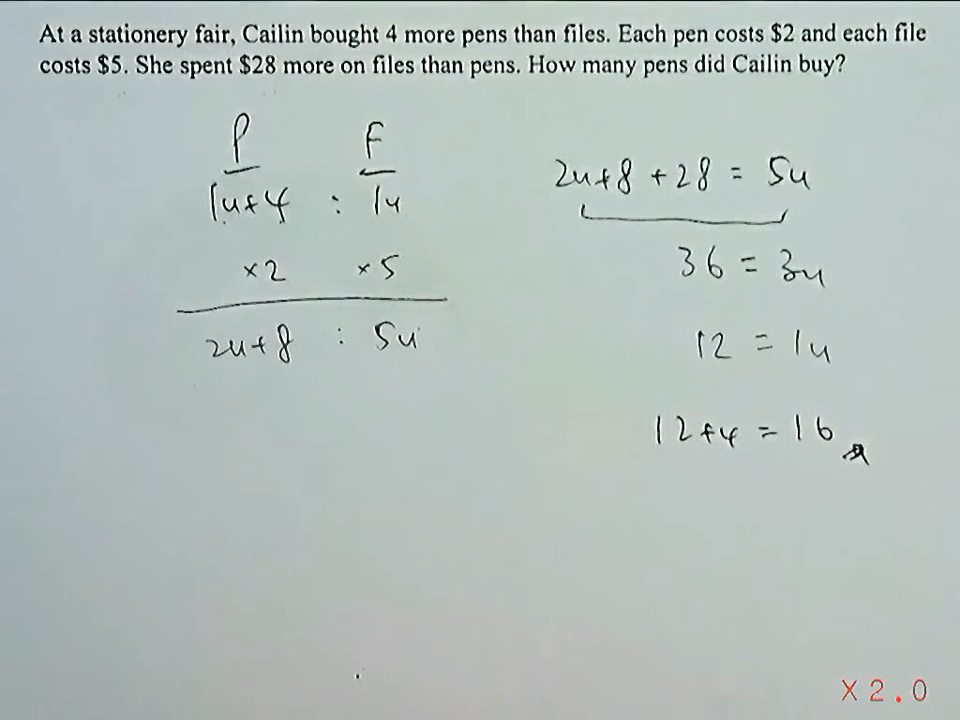 At a stationery fair, Cailin bought 4 more pens than files. Each pen costs $2 and each file
costs $5. She spent $28 more on files than pens. How many pens did Cailin buy?
P F
1u+4 : 1u
×2 ×5
2u+8 : 5u
2u+8 + 28 = 5u
36 = 3u
12 = 1u
12+4 = 16
X2.0